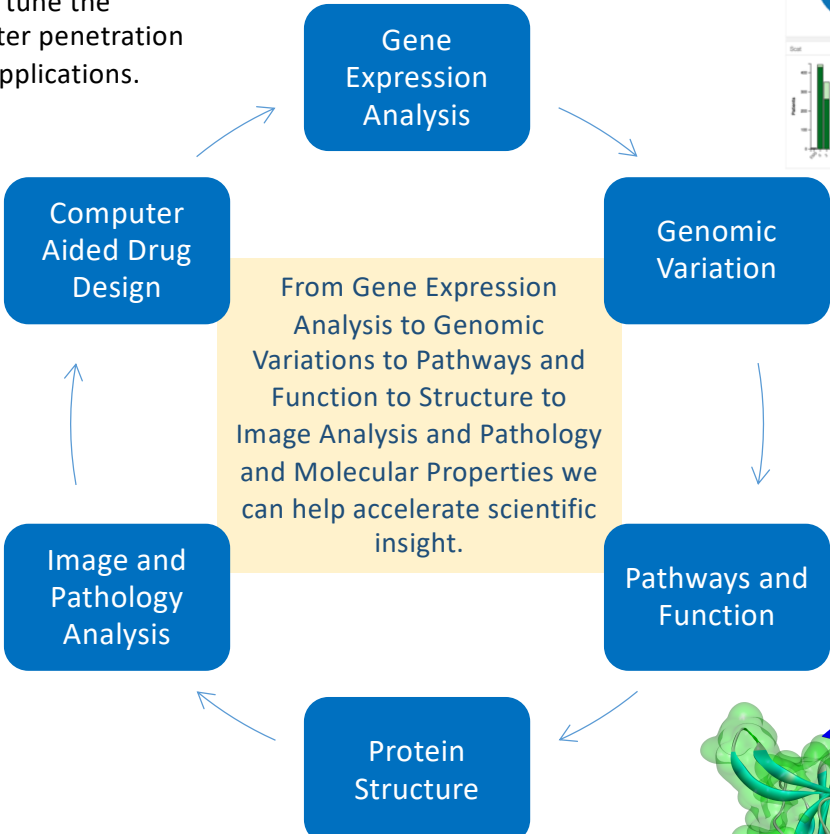 tune the
ter penetration
pplications.
Gene
Expression
Analysis
Computer
Aided Drug
Design
Genomic
Variation
From Gene Expression
Analysis to Genomic
Variations to Pathways and
Function to Structure to
Image Analysis and Pathology
and Molecular Properties we
can help accelerate scientific
insight.
Image and
Pathology
Analysis
Pathways and
Function
Protein
Structure